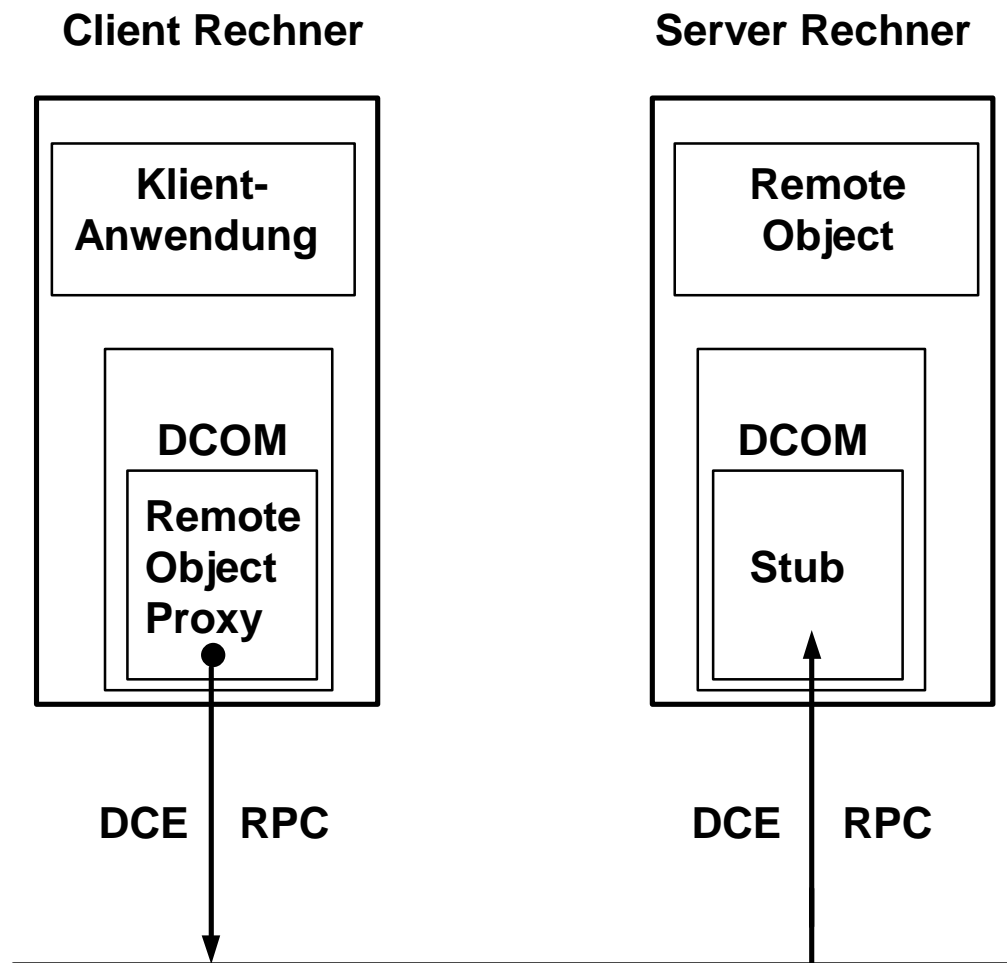 Client Rechner
Server Rechner
Klient-
Anwendung
Remote
Object
DCOM
DCOM
Remote
Object
Proxy
Stub
DCE
RPC
DCE
RPC